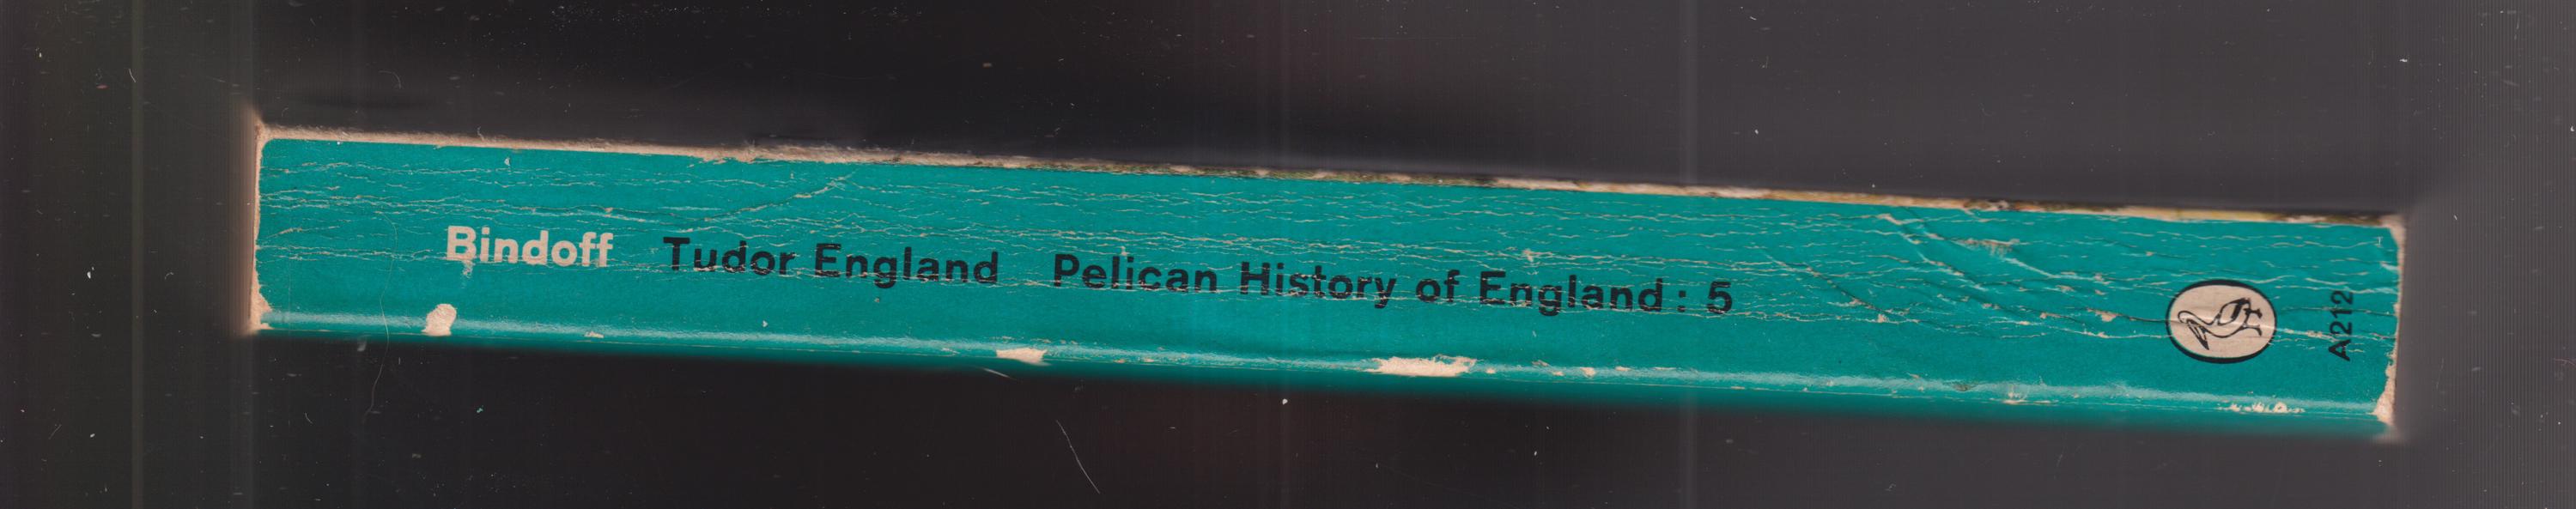 Bindoff Tudor England Pelican History of England: 5
A212